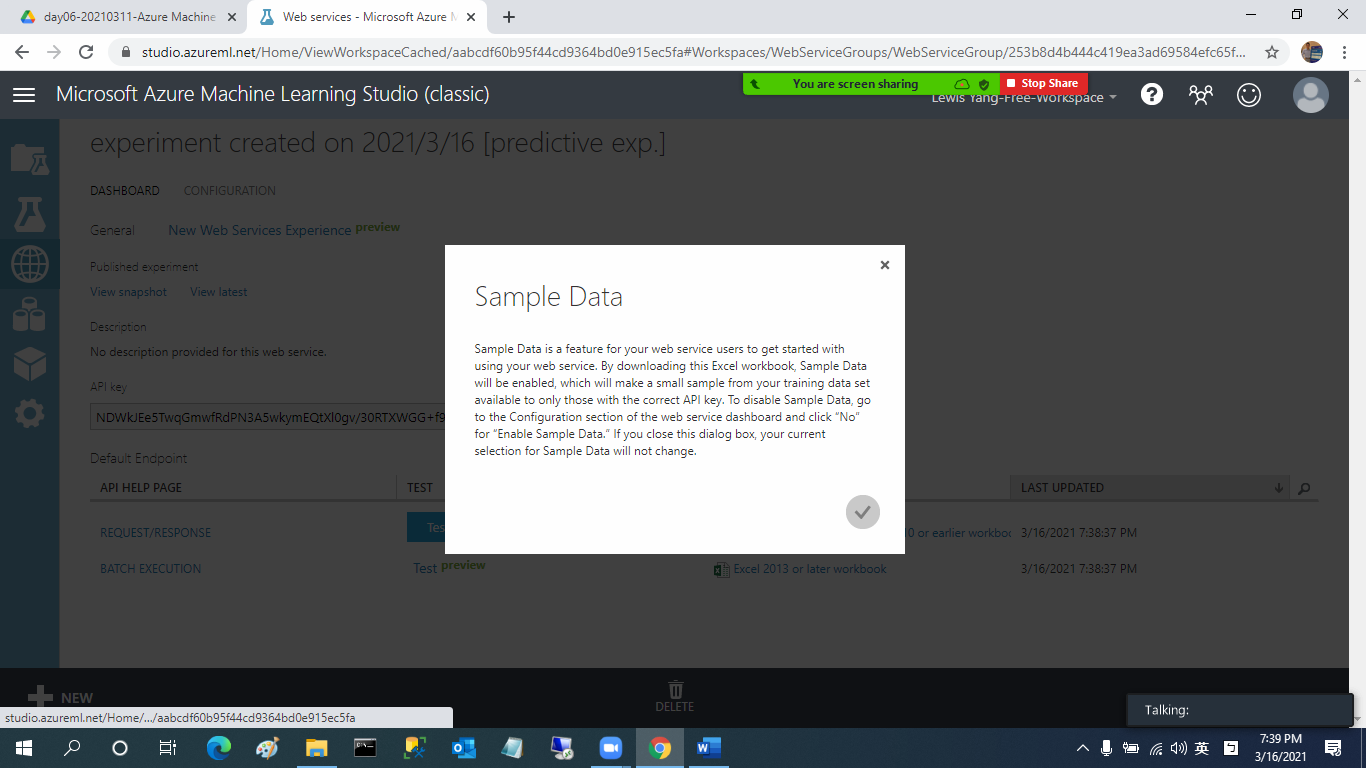 day06-20210311-Azure Machine
Web services - Microsoft Azure M
studio.azureml.net/Home/ViewWorkspaceCached/aabcdf60b95f44cd9364bd0e915ec5fa#Workspaces/WebServiceGroups/WebServiceGroup/253b8d4b444c419ea3ad69584efc65f...
Microsoft Azure Machine Learning Studio (classic)
You are screen sharing
Stop Share
Lewis Yang-Free-Workspace
experiment created on 2021/3/16 [predictive exp.]
DASHBOARD CONFIGURATION
General New Web Services Experience preview
Published experiment
View snapshot View latest
Description
No description provided for this web service.
API key
NDWkJEe5TwqGmwfRdPN3A5wkymEQtXl0gv/30RTXWGG+f9
Default Endpoint
API HELP PAGE TEST LAST UPDATED
REQUEST/RESPONSE Tes 0 or earlier workboo 3/16/2021 7:38:37 PM
BATCH EXECUTION Test preview Excel 2013 or later workbook 3/16/2021 7:38:37 PM
Sample Data
Sample Data is a feature for your web service users to get started with
using your web service. By downloading this Excel workbook, Sample Data
will be enabled, which will make a small sample from your training data set
available to only those with the correct API key. To disable Sample Data, go
to the Configuration section of the web service dashboard and click “No”
for “Enable Sample Data.” If you close this dialog box, your current
selection for Sample Data will not change.
NEW
DELETE
studio.azureml.net/Home/.../aabcdf60b95f44cd9364bd0e915ec5fa
Talking:
英
7:39 PM
3/16/2021